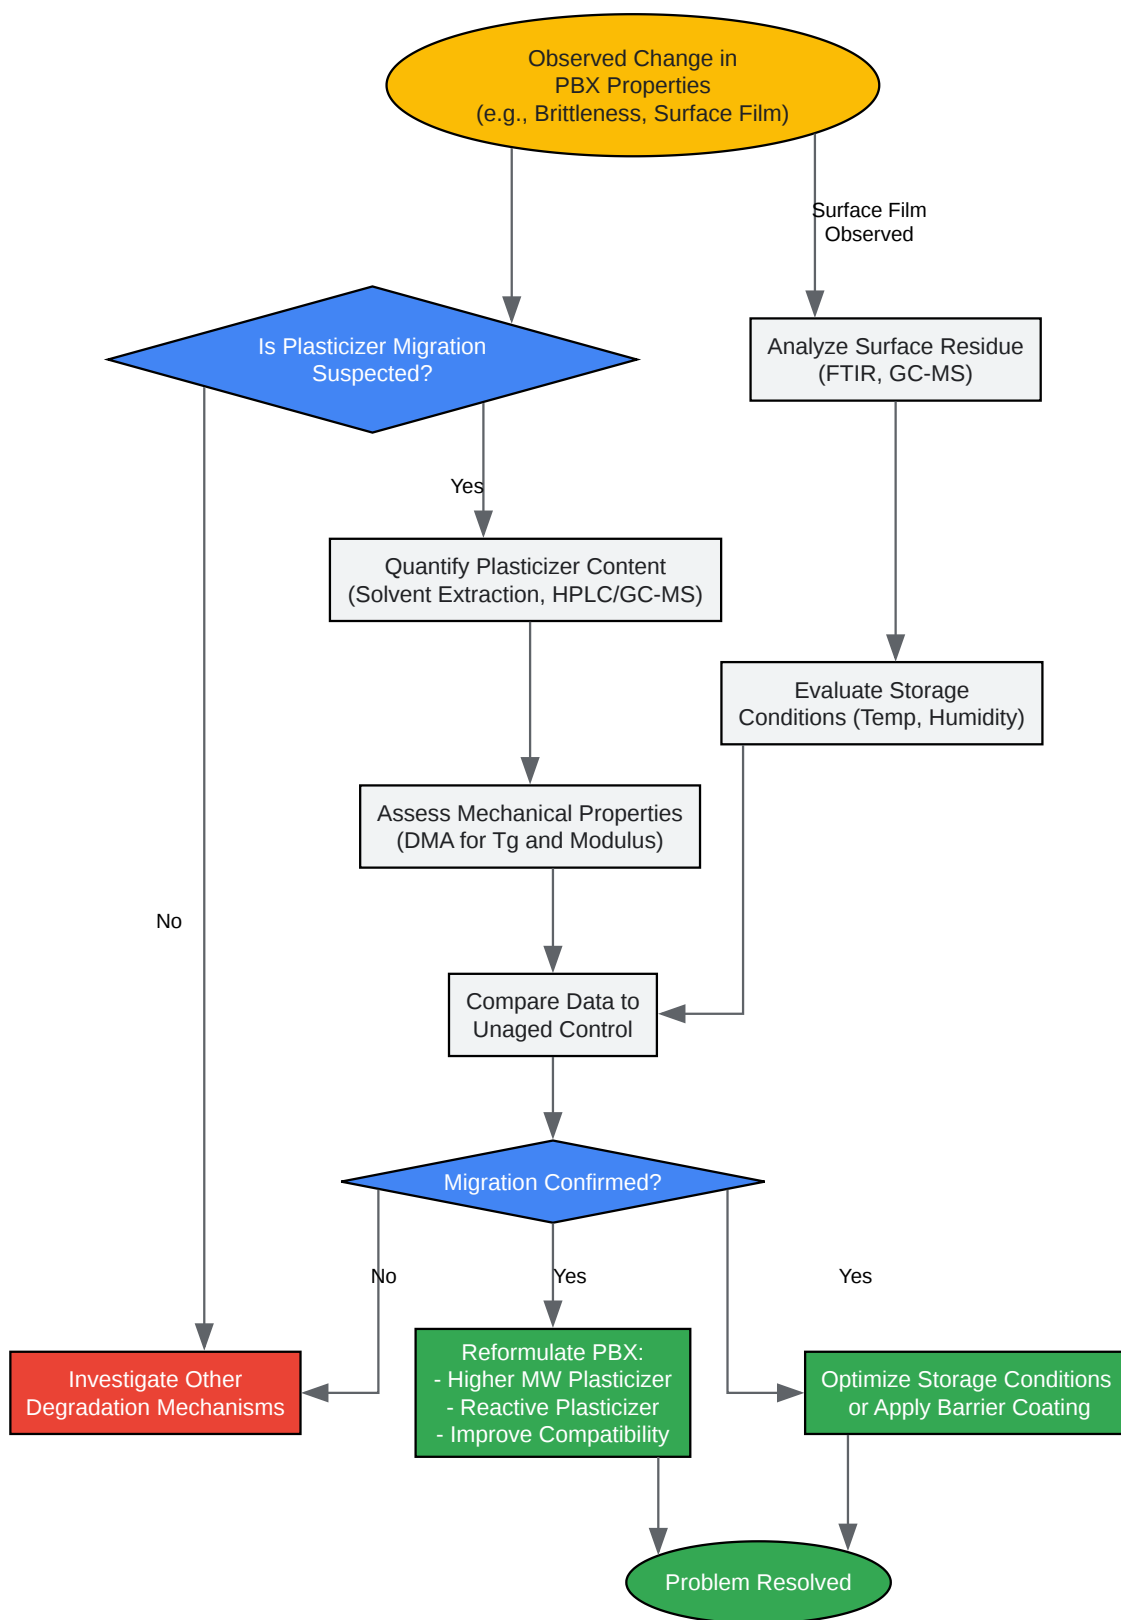 Observed Change in
PBX Properties
(e.g., Brittleness, Surface Film)
Surface Film
Observed
Is Plasticizer Migration
Suspected?
Analyze Surface Residue
(FTIR, GC-MS)
Yes
Quantify Plasticizer Content
(Solvent Extraction, HPLC/GC-MS)
Evaluate Storage
Conditions (Temp, Humidity)
Assess Mechanical Properties
(DMA for Tg and Modulus)
No
Compare Data to
Unaged Control
Migration Confirmed?
No
Yes
Yes
Investigate Other
Degradation Mechanisms
Reformulate PBX:
- Higher MW Plasticizer
- Reactive Plasticizer
- Improve Compatibility
Optimize Storage Conditions
or Apply Barrier Coating
Problem Resolved